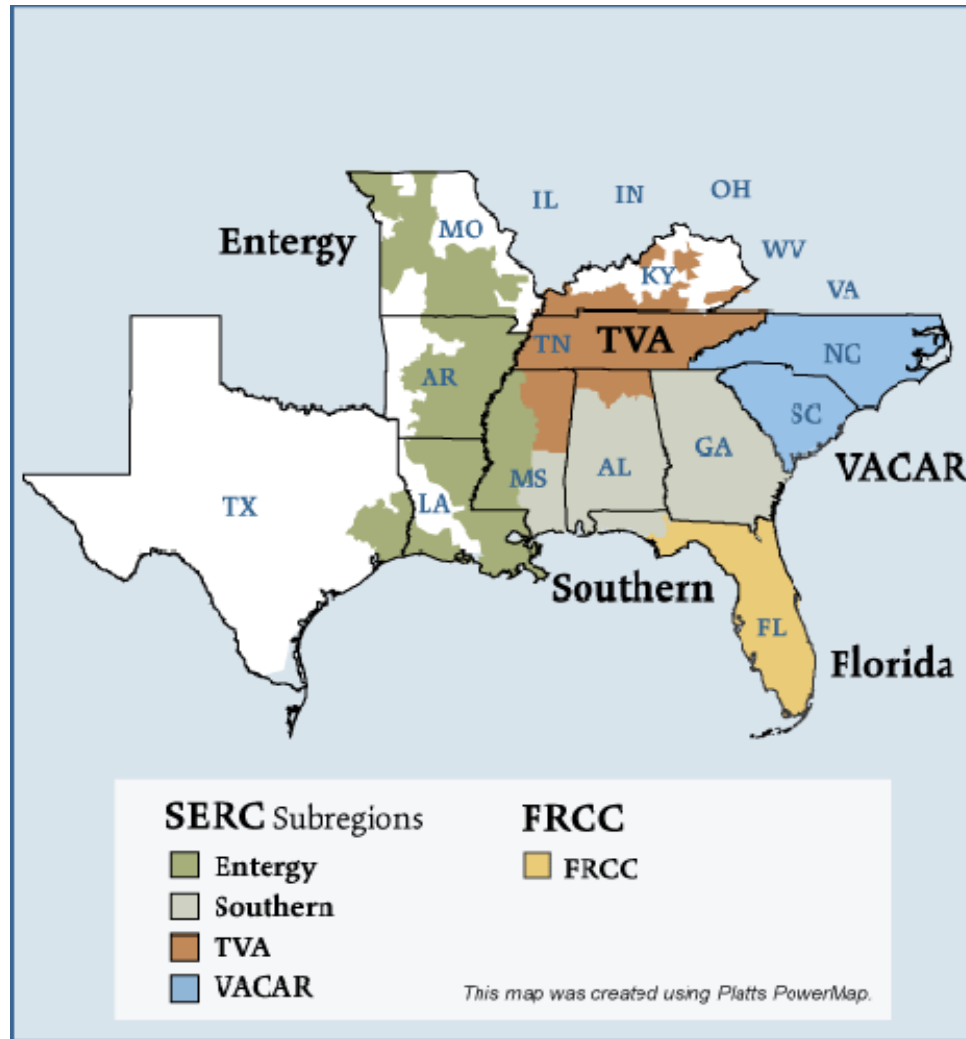 IL
IN
OH
MO
Entergy
WV
KY
VA
TN
TVA
NC
AR
SC
GA
AL
VACAR
MS
LA
TX
Southern
FL
Florida
SERC Subregions
Entergy
Southern
TVA
VACAR
FRCC
FRCC
This map was created using Platts PowerMap.